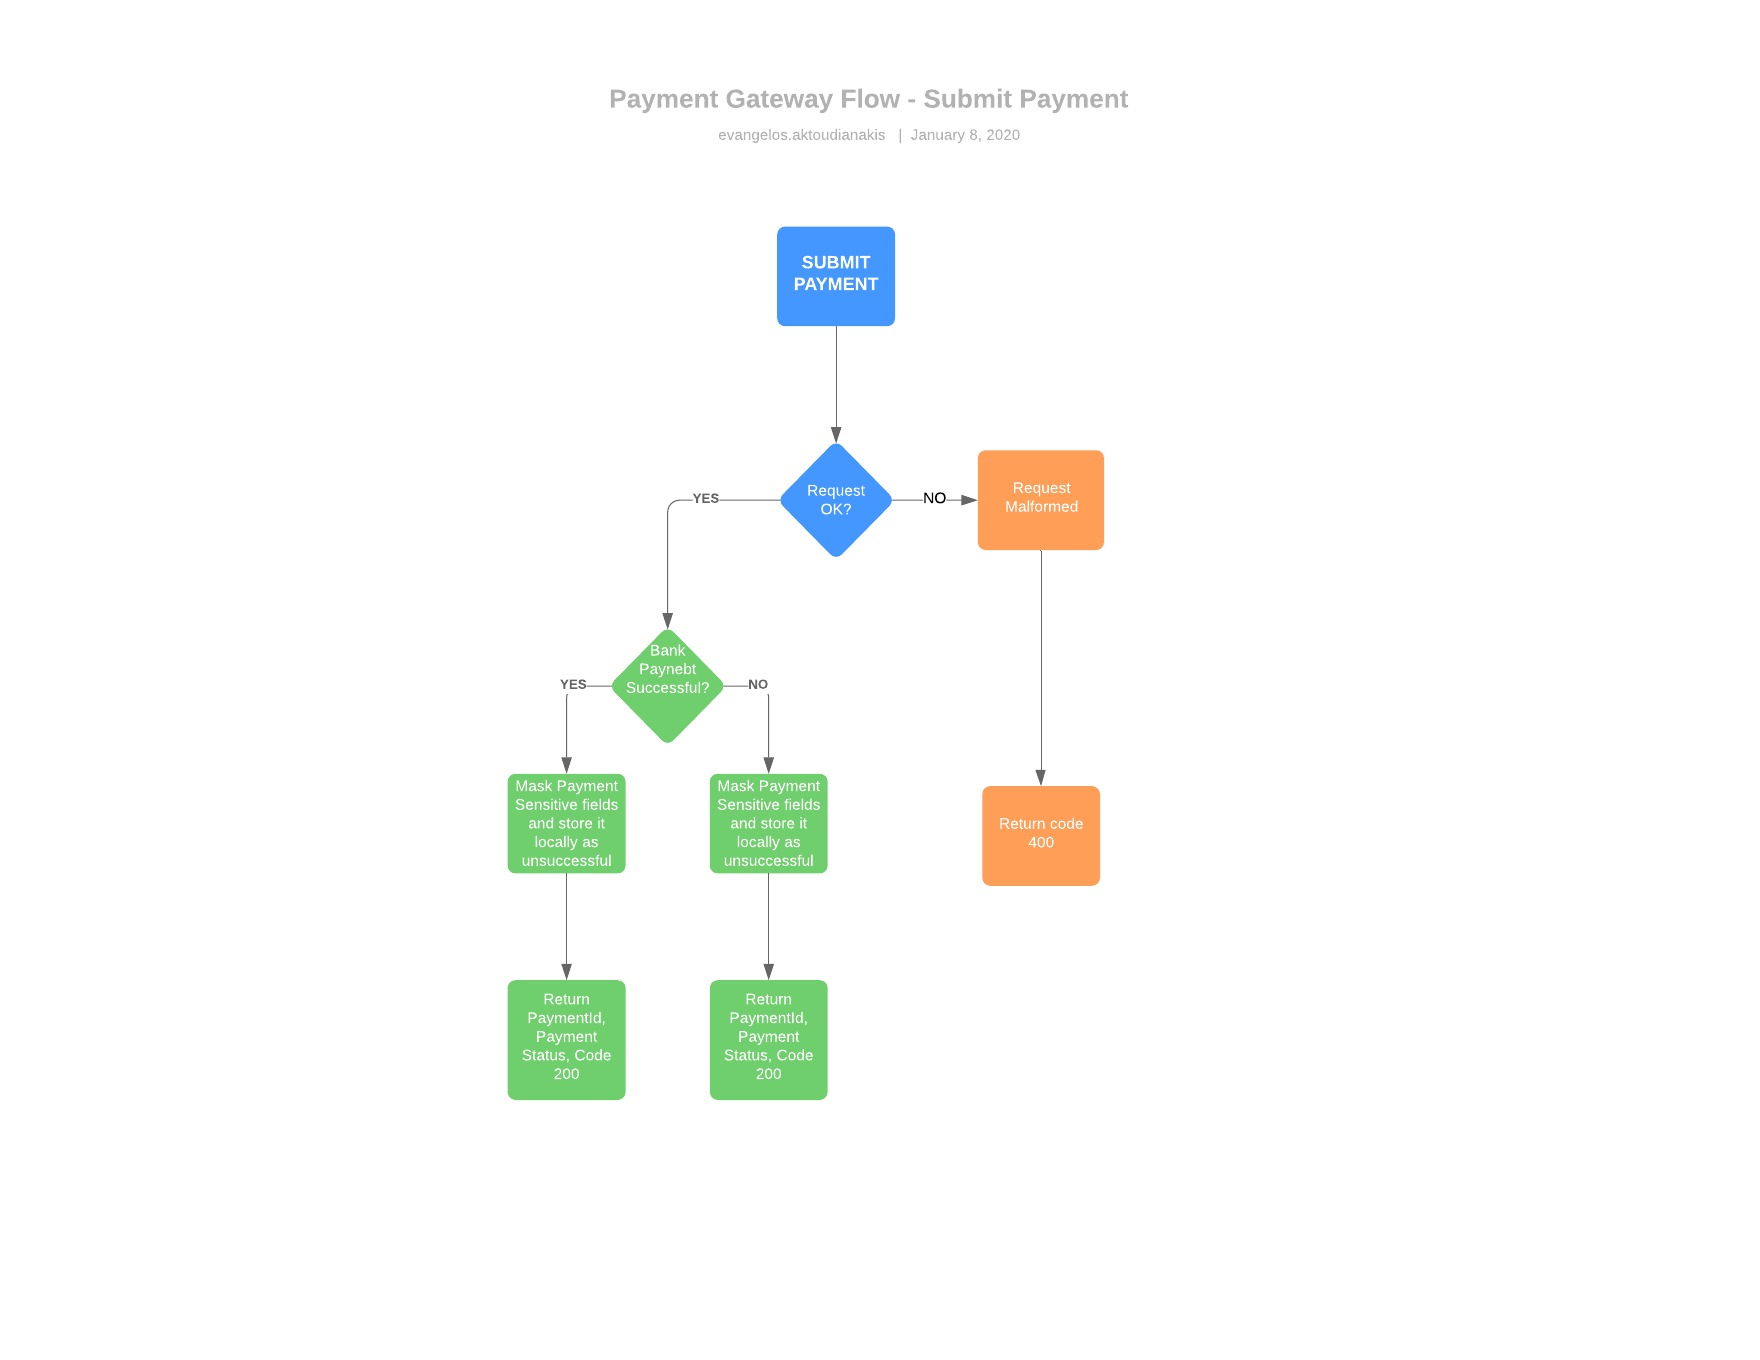 Payment Gateway Flow - Submit Payment
evangelos.aktoudianakis | January 8, 2020
SUBMIT
PAYMENT
Request
OK?
YES
NO
Request
Malformed
Bank
Paynebt
Successful?
YES
NO
Mask Payment
Sensitive fields
and store it
locally as
unsuccessful
Mask Payment
Sensitive fields
and store it
locally as
unsuccessful
Return code
400
Return
PaymentId,
Payment
Status, Code
200
Return
PaymentId,
Payment
Status, Code
200